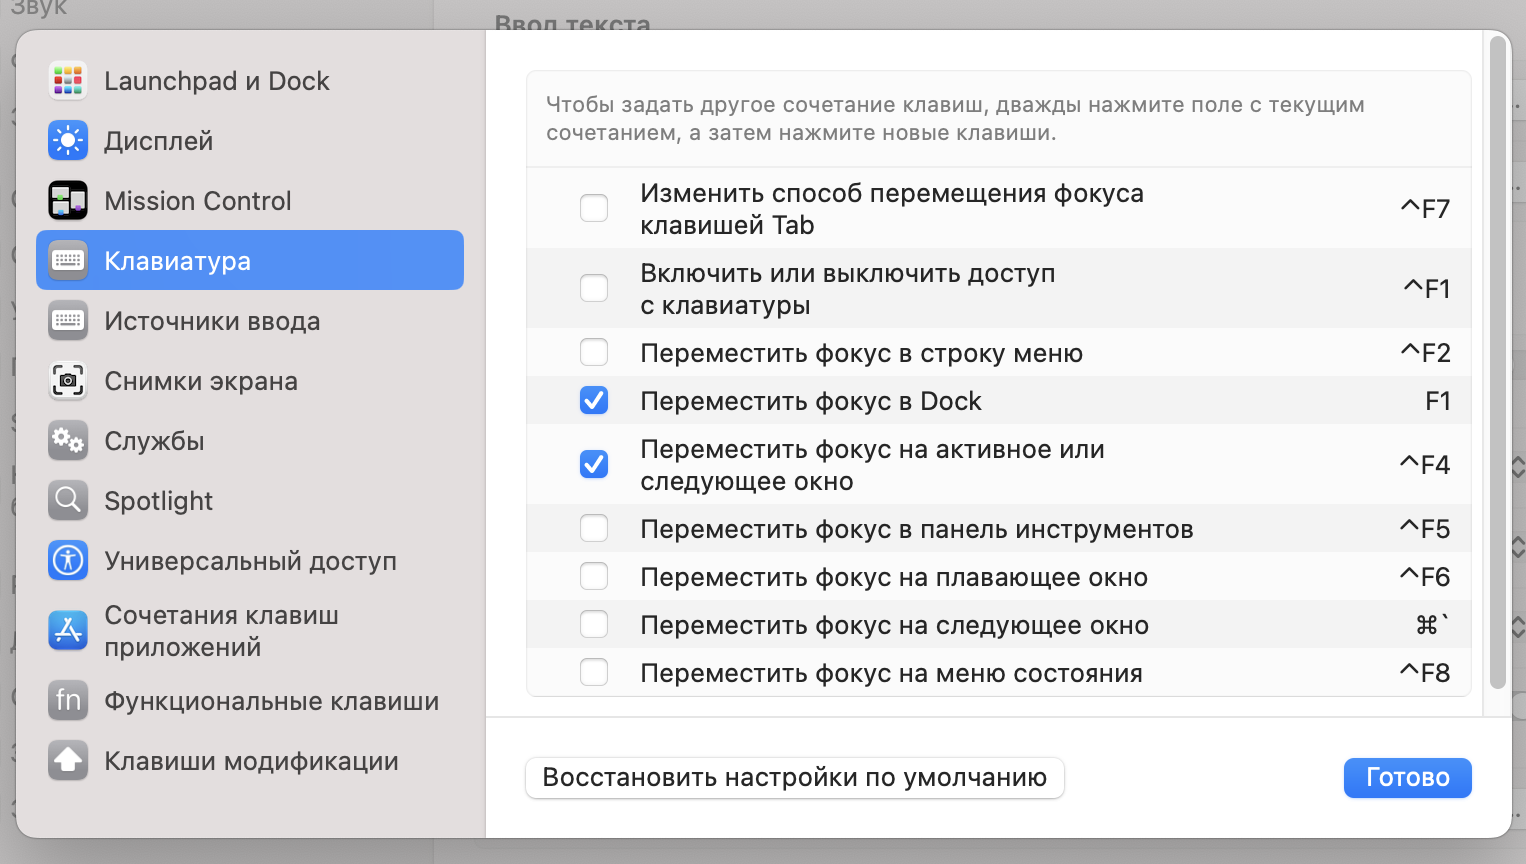 Звук
Ввод текста
Launchpad и Dock
Дисплей
Mission Control
Клавиатура
Источники ввода
Снимки экрана
Службы
Spotlight
Универсальный доступ
Сочетания клавиш
приложений
fn Функциональные клавиши
Клавиши модификации
Чтобы задать другое сочетание клавиш, дважды нажмите поле с текущим
сочетанием, а затем нажмите новые клавиши.
Изменить способ перемещения фокуса
клавишей Tab
^F7
Включить или выключить доступ
с клавиатуры
^F1
Переместить фокус в строку меню ^F2
Переместить фокус в Dock F1
Переместить фокус на активное или
следующее окно
^F4
Переместить фокус в панель инструментов ^F5
Переместить фокус на плавающее окно ^F6
Переместить фокус на следующее окно ⌘`
Переместить фокус на меню состояния ^F8
Восстановить настройки по умолчанию
Готово